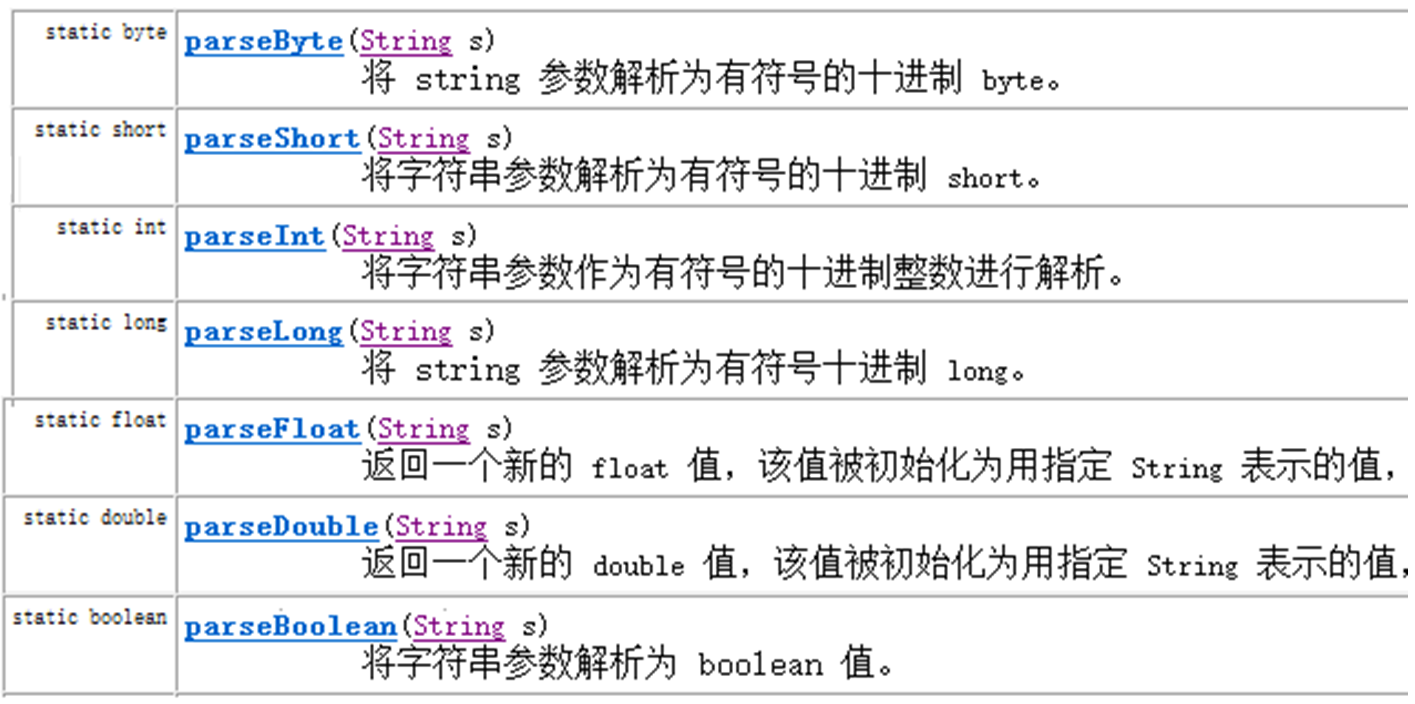 static byte parseByte(String s)
将 string 参数解析为有符号的十进制 byte。
static short parseShort(String s)
将字符串参数解析为有符号的十进制 short。
static int parseInt(String s)
将字符串参数作为有符号的十进制整数进行解析。
static long parseLong(String s)
将 string 参数解析为有符号十进制 long。
static float parseFloat(String s)
返回一个新的 float 值，该值被初始化为用指定 String 表示的值，
static double parseDouble(String s)
返回一个新的 double 值，该值被初始化为用指定 String 表示的值，
static boolean parseBoolean(String s)
将字符串参数解析为 boolean 值。